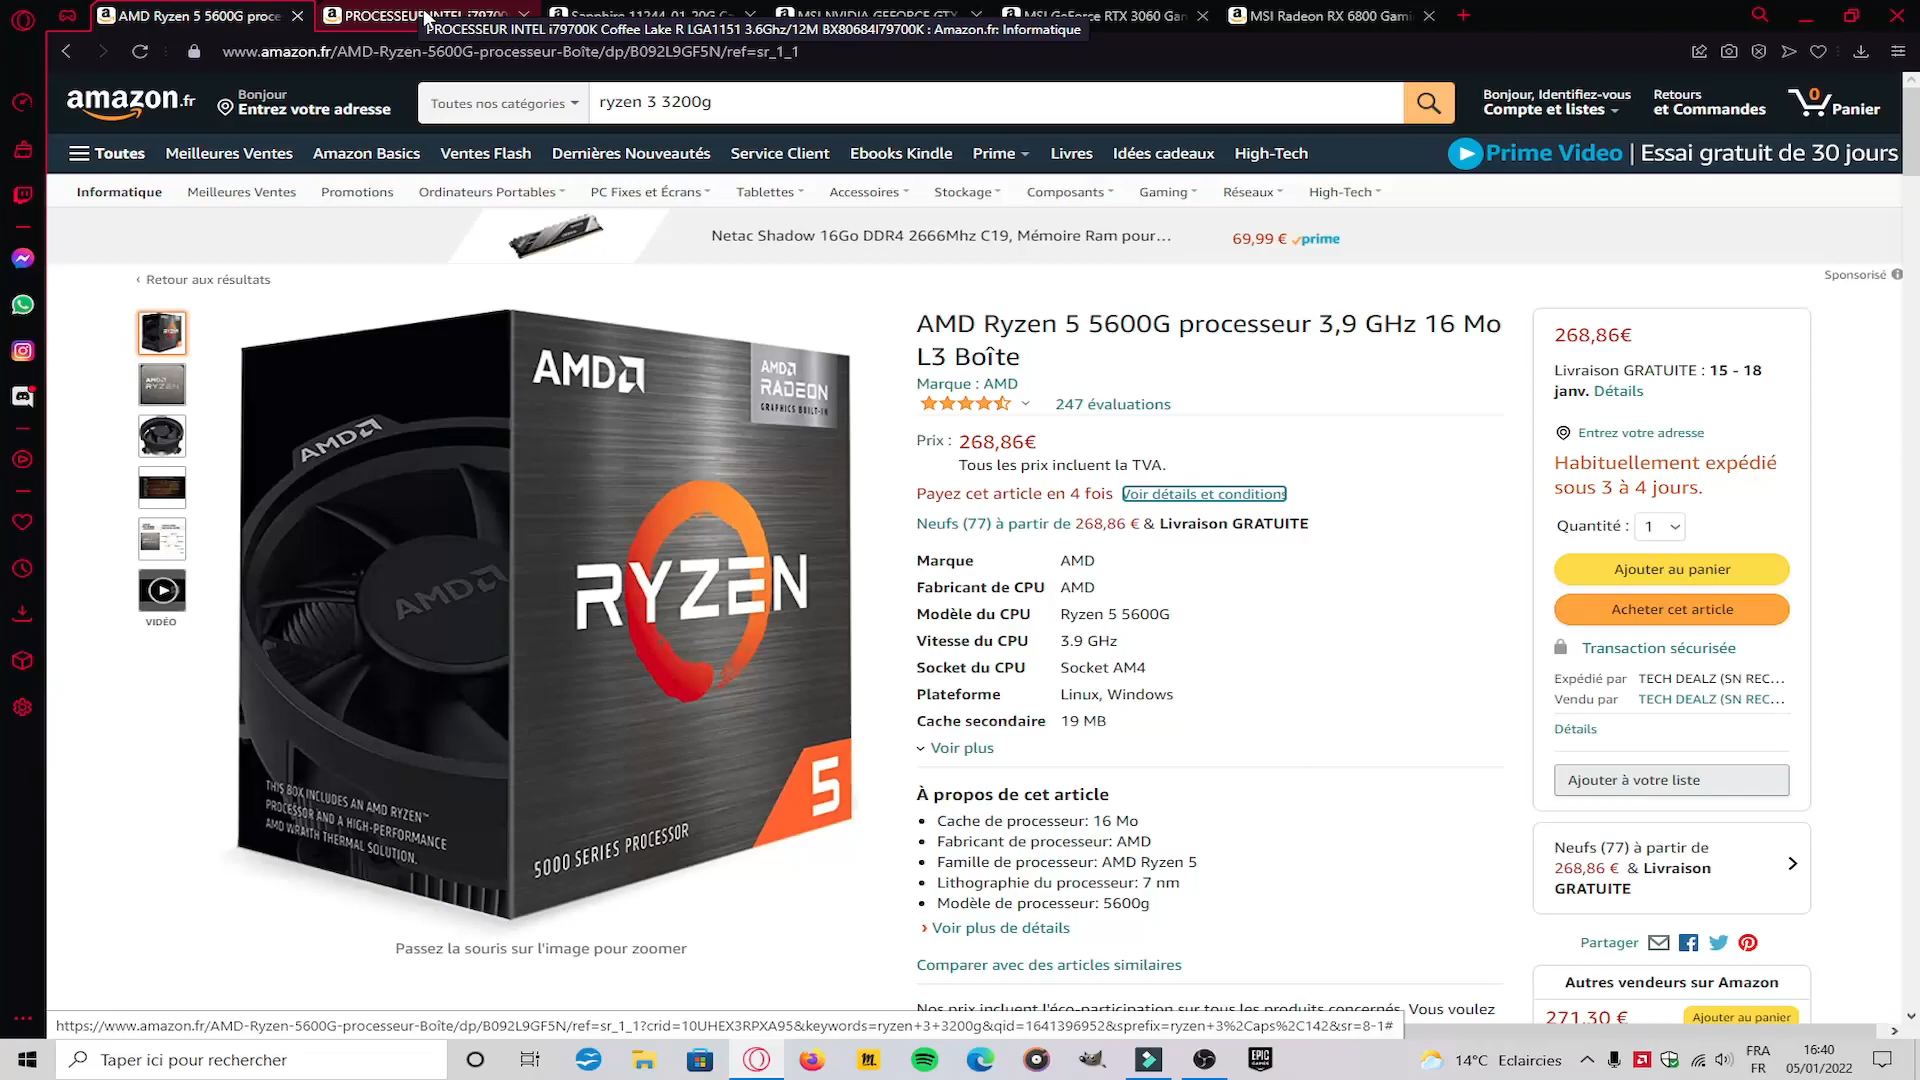 AMD Ryzen 5 5600G proce
PROCESSEUR INTEL i79700
Sapphire 11244-01-20G
MSI NVIDIA GEFORCE GTX
MSI GeForce RTX 3060 Gan
MSI Radeon RX 6800 Gami
PROCESSEUR INTEL i79700K Coffee Lake R LGA1151 3.6Ghz/12M BX80684I79700K : Amazon.fr: Informatique
www.amazon.fr/AMD-Ryzen-5600G-processeur-Boîte/dp/B092L9GF5N/ref=sr_1_1
amazon.fr
Bonjour
Entrez votre adresse
Toutes nos catégories
ryzen 3 3200g
Bonjour, Identifiez-vous
Compte et listes
Retours
et Commandes
0
Panier
Toutes
Meilleures Ventes
Amazon Basics
Ventes Flash
Dernières Nouveautés
Service Client
Ebooks Kindle
Prime
Livres
Idées cadeaux
High-Tech
Prime Video | Essai gratuit de 30 jours
Informatique
Meilleures Ventes
Promotions
Ordinateurs Portables
PC Fixes et Écrans
Tablettes
Accessoires
Stockage
Composants
Gaming
Réseaux
High-Tech
Netac Shadow 16Go DDR4 2666Mhz C19, Mémoire Ram pour…
69,99 € prime
Sponsorisé
‹ Retour aux résultats
VIDÉO
AMD
AMD
RADEON
GRAPHICS BUILT-IN
AMD
AMD
RYZEN
5
THIS BOX INCLUDES AN AMD RYZEN™
PROCESSOR AND A HIGH-PERFORMANCE
AMD WRAITH THERMAL SOLUTION.
5000 SERIES PROCESSOR
Passez la souris sur l'image pour zoomer
AMD Ryzen 5 5600G processeur 3,9 GHz 16 Mo
L3 Boîte
Marque : AMD
247 évaluations
Prix : 268,86€
Tous les prix incluent la TVA.
Payez cet article en 4 fois Voir détails et conditions
Neufs (77) à partir de 268,86 € & Livraison GRATUITE
Marque AMD
Fabricant de CPU AMD
Modèle du CPU Ryzen 5 5600G
Vitesse du CPU 3.9 GHz
Socket du CPU Socket AM4
Plateforme Linux, Windows
Cache secondaire 19 MB
Voir plus
À propos de cet article
• Cache de processeur: 16 Mo
• Fabricant de processeur: AMD
• Famille de processeur: AMD Ryzen 5
• Lithographie du processeur: 7 nm
• Modèle de processeur: 5600g
› Voir plus de détails
Comparer avec des articles similaires
Nos prix incluent l'éco-participation sur tous les produits concernés. Vous voulez
268,86€
Livraison GRATUITE : 15 - 18
janv. Détails
Entrez votre adresse
Habituellement expédié
sous 3 à 4 jours.
Quantité : 1
Ajouter au panier
Acheter cet article
Transaction sécurisée
Expédié par TECH DEALZ (SN REC...
Vendu par TECH DEALZ (SN REC...
Détails
Ajouter à votre liste
Neufs (77) à partir de
268,86 € & Livraison
GRATUITE
Partager
Autres vendeurs sur Amazon
271,30 €
Ajouter au panier
https://www.amazon.fr/AMD-Ryzen-5600G-processeur-Boîte/dp/B092L9GF5N/ref=sr_1_1?crid=10UHEX3RPXA95&keywords=ryzen+3+3200g&qid=1641396952&sprefix=ryzen+3%2Caps%2C142&sr=8-1#
Taper ici pour rechercher
m.
EPIC
GAMES
14°C Eclaircies
FRA
FR
16:40
05/01/2022